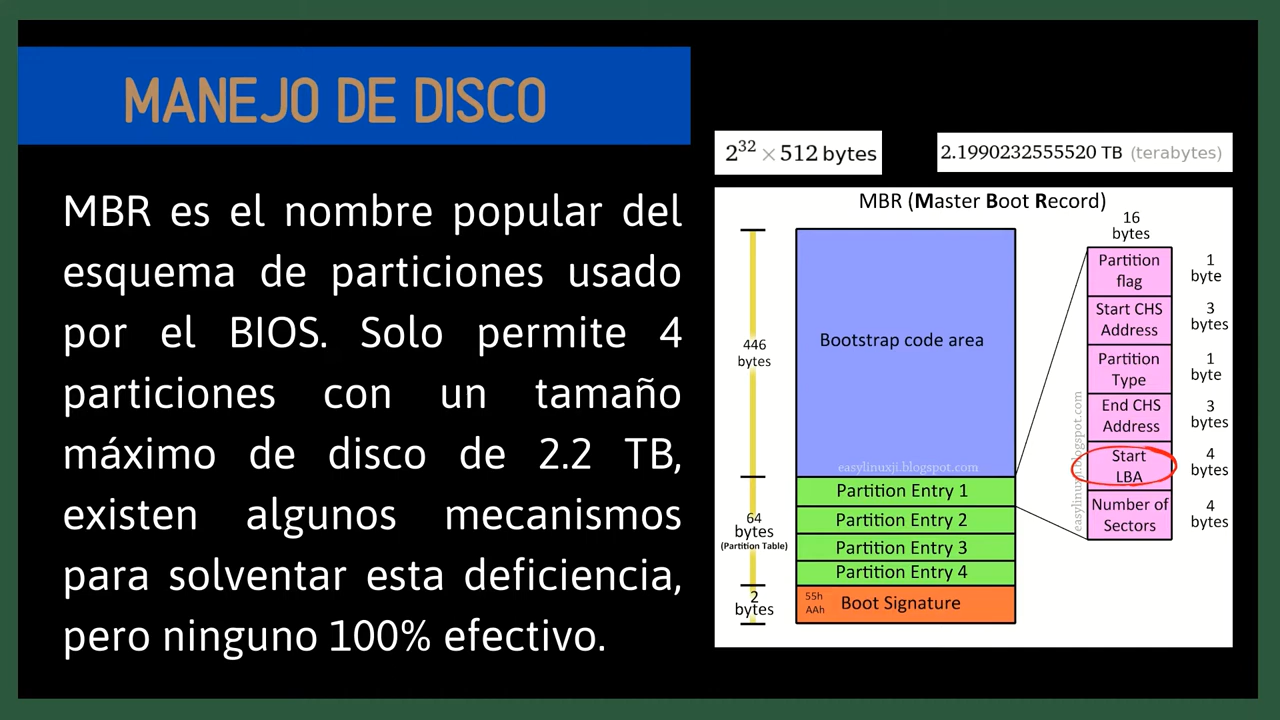 MANEJO DE DISCO
MBR es el nombre popular del
esquema de particiones usado
por el BIOS. Solo permite 4
particiones con un tamaño
máximo de disco de 2.2 TB,
existen algunos mecanismos
para solventar esta deficiencia,
pero ninguno 100% efectivo.
2³² × 512 bytes
2.1990232555520 TB (terabytes)
MBR (Master Boot Record)
446
bytes
Bootstrap code area
easylinuxji.blogspot.com
64
bytes
(Partition Table)
Partition Entry 1
Partition Entry 2
Partition Entry 3
Partition Entry 4
2
bytes
55h
AAh
Boot Signature
16
bytes
Partition
flag
1
byte
Start CHS
Address
3
bytes
Partition
Type
1
byte
End CHS
Address
3
bytes
Start
LBA
4
bytes
Number of
Sectors
4
bytes
easylinuxji.blogspot.com